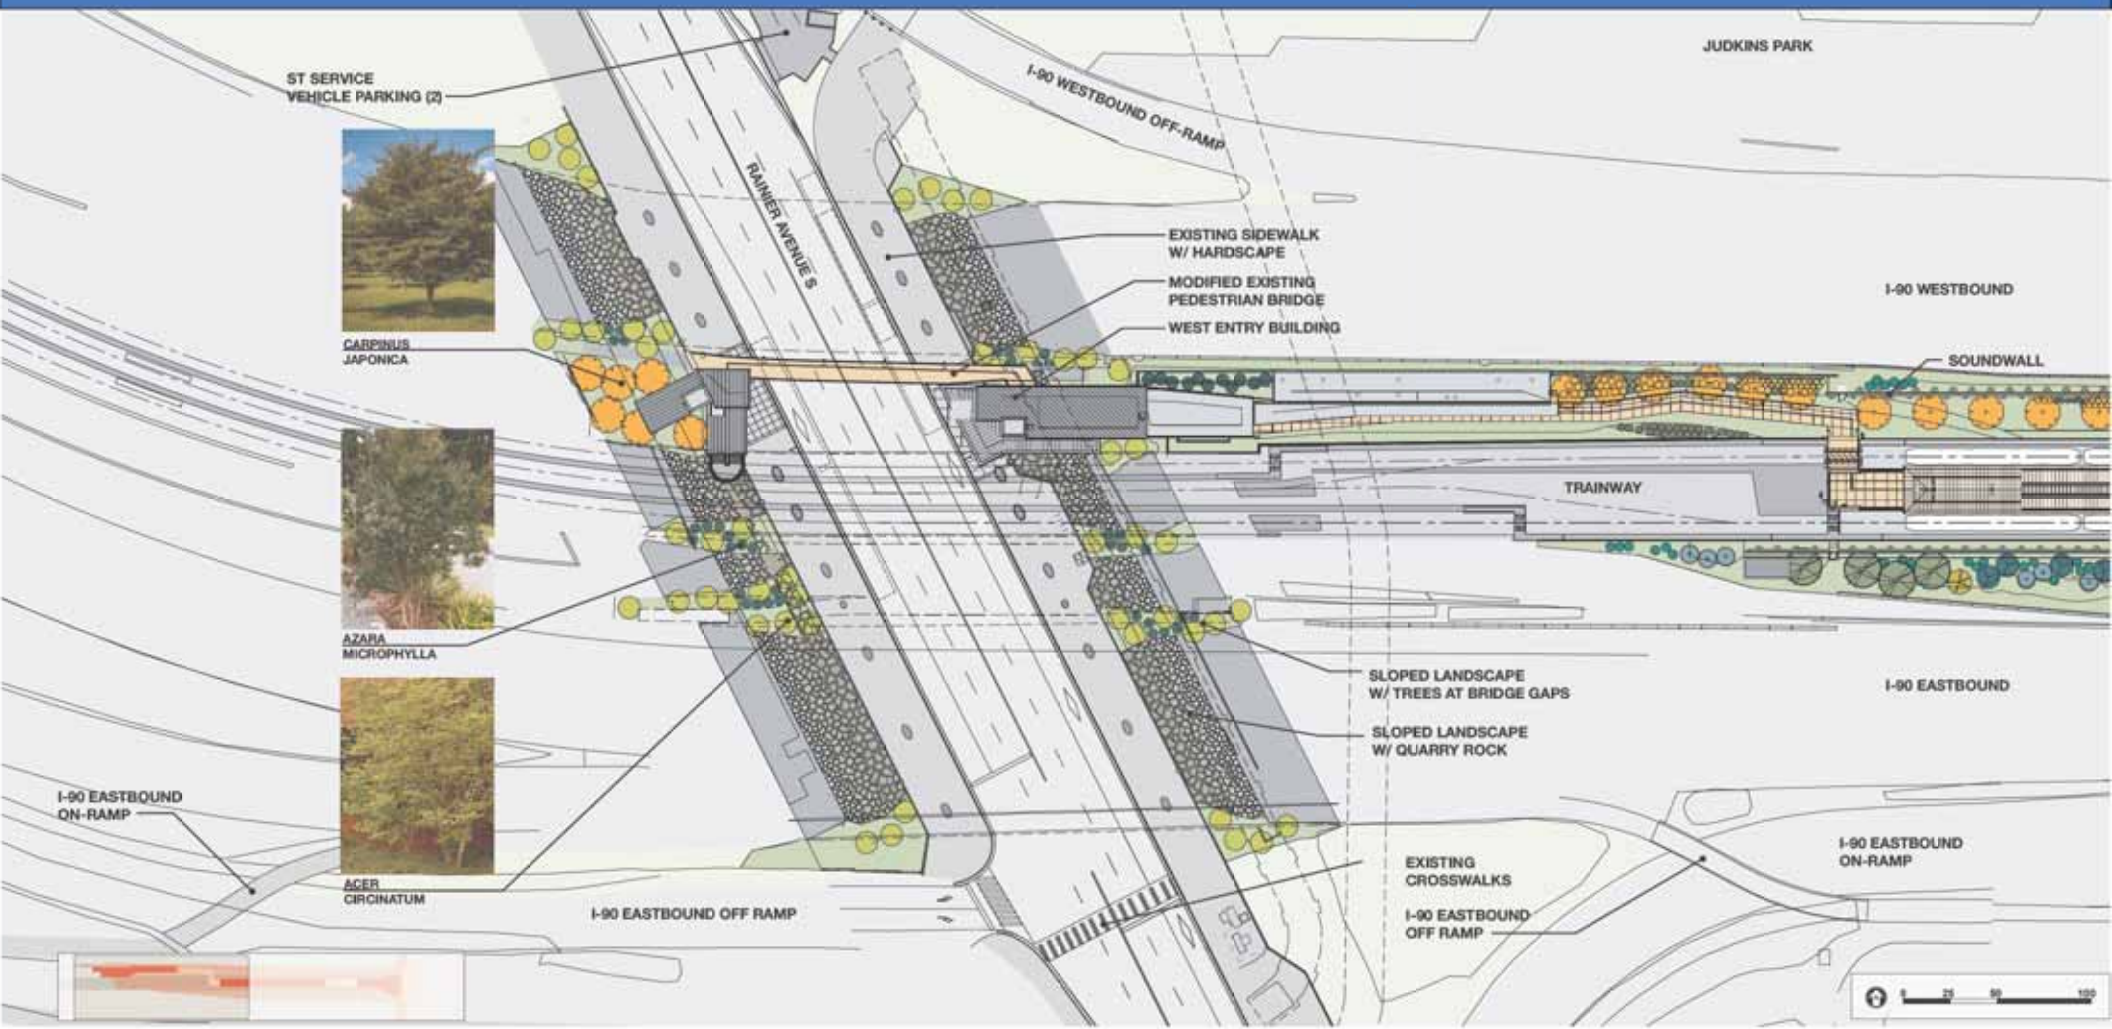 JUDKINS PARK
ST SERVICE
VEHICLE PARKING (2)
I-90 WESTBOUND OFF-RAMP
RAINIER AVENUE S
EXISTING SIDEWALK
W/ HARDSCAPE
MODIFIED EXISTING
PEDESTRIAN BRIDGE
WEST ENTRY BUILDING
I-90 WESTBOUND
SOUNDWALL
CARPINUS
JAPONICA
TRAINWAY
AZARA
MICROPHYLLA
SLOPED LANDSCAPE
W/ TREES AT BRIDGE GAPS
I-90 EASTBOUND
SLOPED LANDSCAPE
W/ QUARRY ROCK
I-90 EASTBOUND
ON-RAMP
I-90 EASTBOUND
ON-RAMP
EXISTING
CROSSWALKS
ACER
CIRCINATUM
I-90 EASTBOUND OFF RAMP
I-90 EASTBOUND
OFF RAMP
0 25 50 100